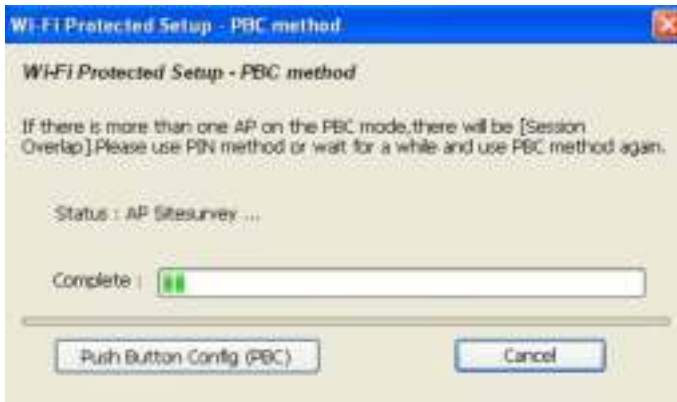 Wi-Fi Protected Setup - PBC method
Wi-Fi Protected Setup - PBC method
If there is more than one AP on the PBC mode,there will be [Session
Overlap].Please use PIN method or wait for a while and use PBC method again.
Status : AP Sitesurvey ...
Complete :
Push Button Config (PBC)
Cancel